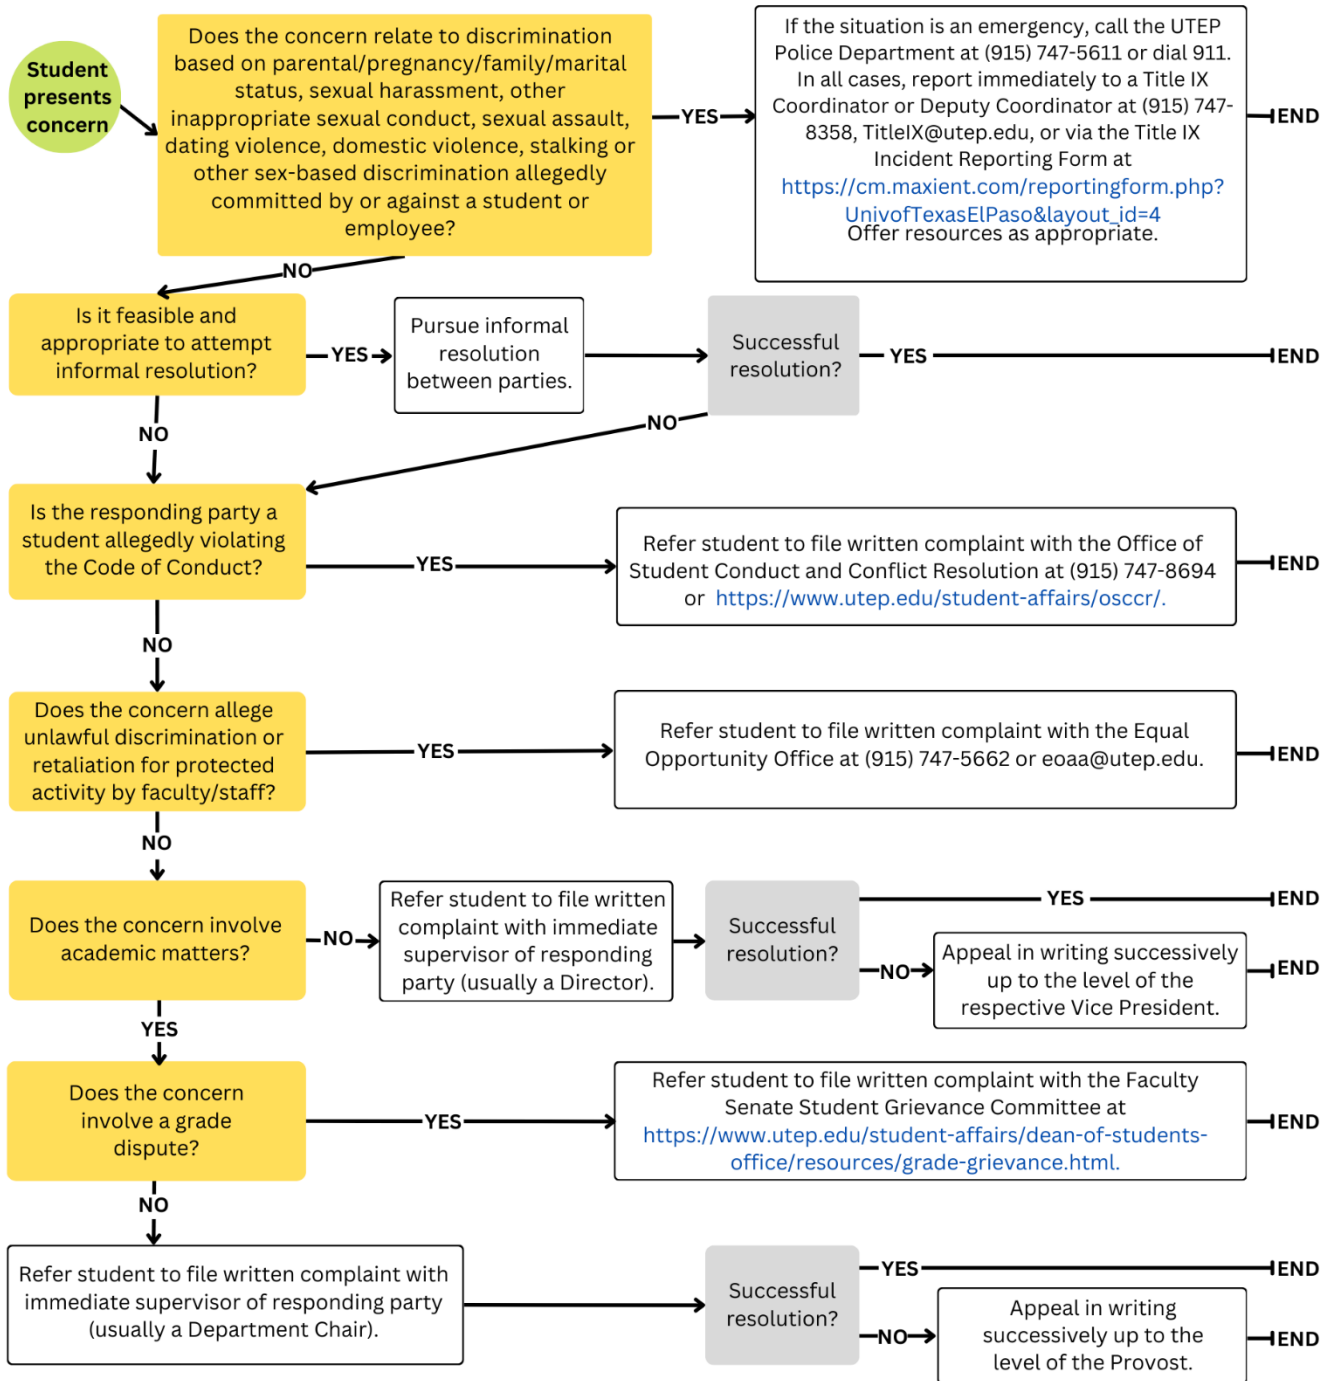 Student
presents
concern
Does the concern relate to discrimination
based on parental/pregnancy/family/marital
status, sexual harassment, other
inappropriate sexual conduct, sexual assault,
dating violence, domestic violence, stalking or
other sex-based discrimination allegedly
committed by or against a student or
employee?
YES
If the situation is an emergency, call the UTEP
Police Department at (915) 747-5611 or dial 911.
In all cases, report immediately to a Title IX
Coordinator or Deputy Coordinator at (915) 747-
8358, TitleIX@utep.edu, or via the Title IX
Incident Reporting Form at
https://cm.maxient.com/reportingform.php?
UnivofTexasElPaso&layout_id=4
Offer resources as appropriate.
END
NO
Is it feasible and
appropriate to attempt
informal resolution?
YES
Pursue informal
resolution
between parties.
Successful
resolution?
YES
END
NO
NO
Is the responding party a
student allegedly violating
the Code of Conduct?
YES
Refer student to file written complaint with the Office of
Student Conduct and Conflict Resolution at (915) 747-8694
or https://www.utep.edu/student-affairs/osccr/.
END
NO
Does the concern allege
unlawful discrimination or
retaliation for protected
activity by faculty/staff?
YES
Refer student to file written complaint with the Equal
Opportunity Office at (915) 747-5662 or eoaa@utep.edu.
END
NO
Does the concern involve
academic matters?
NO
Refer student to file written
complaint with immediate
supervisor of responding
party (usually a Director).
Successful
resolution?
YES
END
NO
Appeal in writing successively
up to the level of the
respective Vice President.
END
YES
Does the concern
involve a grade
dispute?
YES
Refer student to file written complaint with the Faculty
Senate Student Grievance Committee at
https://www.utep.edu/student-affairs/dean-of-students-
office/resources/grade-grievance.html.
END
NO
Refer student to file written complaint with
immediate supervisor of responding party
(usually a Department Chair).
Successful
resolution?
YES
END
NO
Appeal in writing
successively up to the
level of the Provost.
END